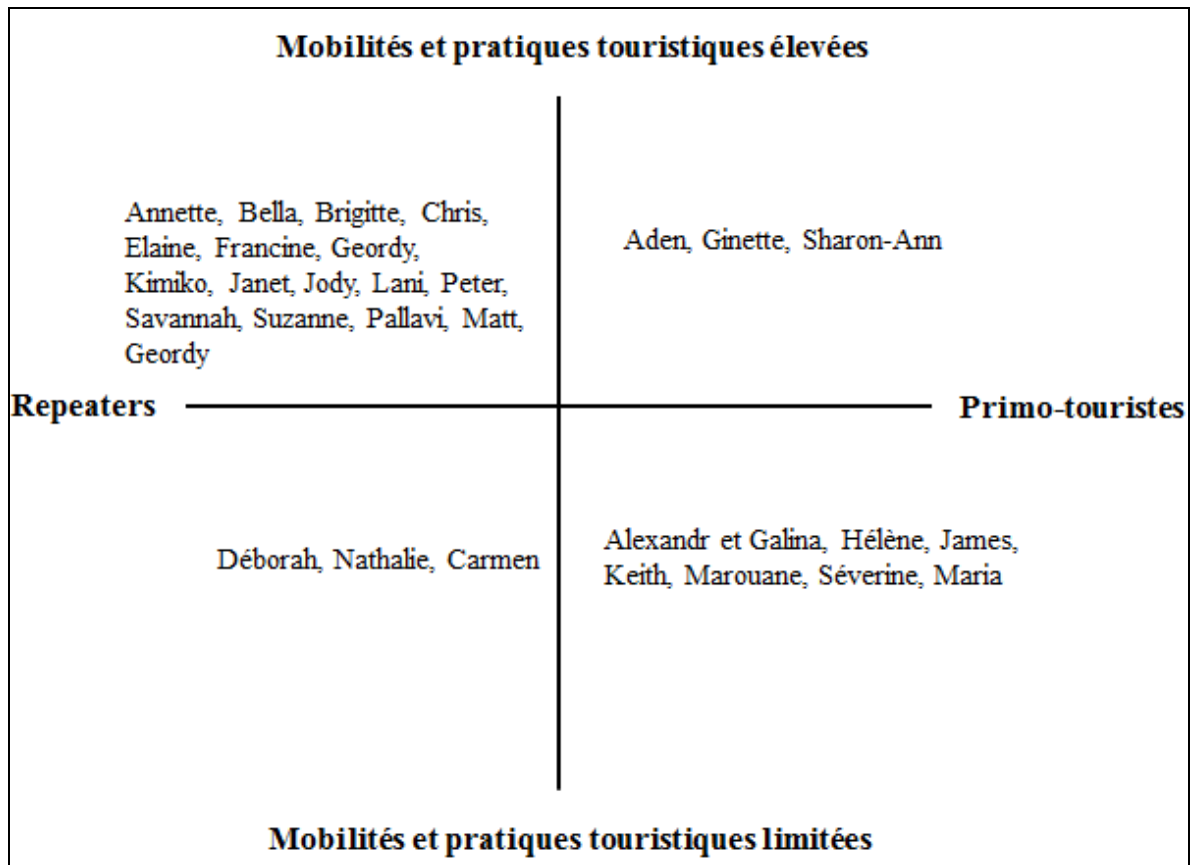 Mobilités et pratiques touristiques élevées
Annette, Bella, Brigitte, Chris,
Elaine, Francine, Geordy,
Kimiko, Janet, Jody, Lani, Peter,
Savannah, Suzanne, Pallavi, Matt,
Geordy
Aden, Ginette, Sharon-Ann
Repeaters
Primo-touristes
Déborah, Nathalie, Carmen
Alexandr et Galina, Hélène, James,
Keith, Marouane, Séverine, Maria
Mobilités et pratiques touristiques limitées